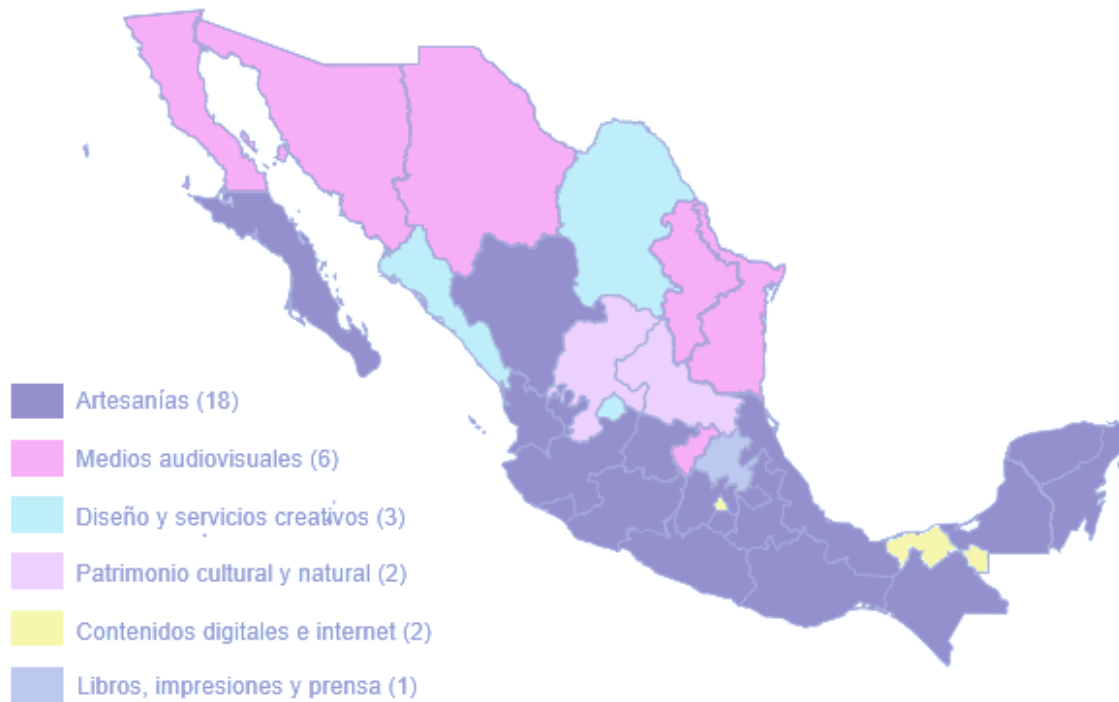 Artesanías (18)
Medios audiovisuales (6)
Diseño y servicios creativos (3)
Patrimonio cultural y natural (2)
Contenidos digitales e internet (2)
Libros, impresiones y prensa (1)